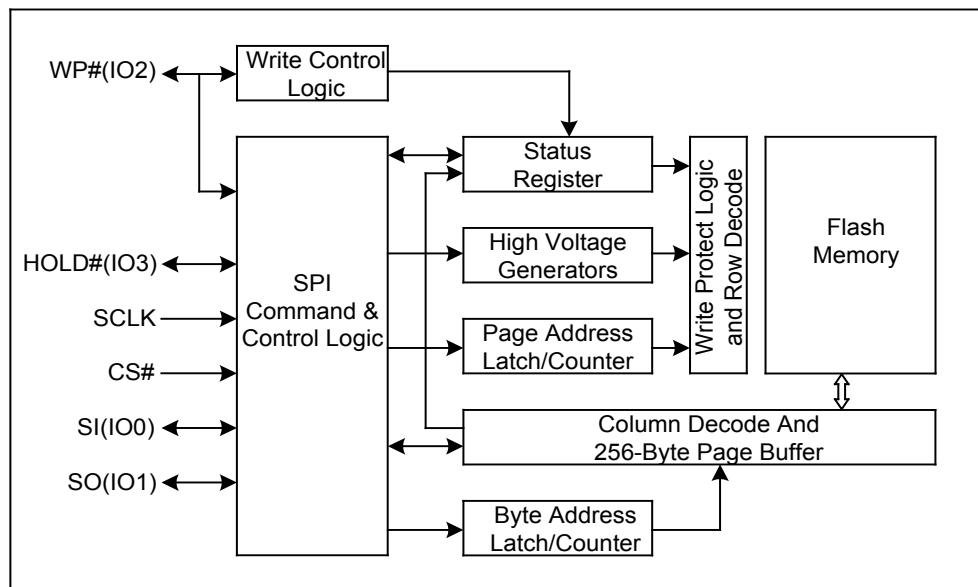 WP#(IO2)
Write Control
Logic
HOLD#(IO3)
SCLK
CS#
SI(IO0)
SO(IO1)
SPI
Command &
Control Logic
Status
Register
High Voltage
Generators
Page Address
Latch/Counter
Write Protect Logic
and Row Decode
Flash
Memory
Column Decode And
256-Byte Page Buffer
Byte Address
Latch/Counter